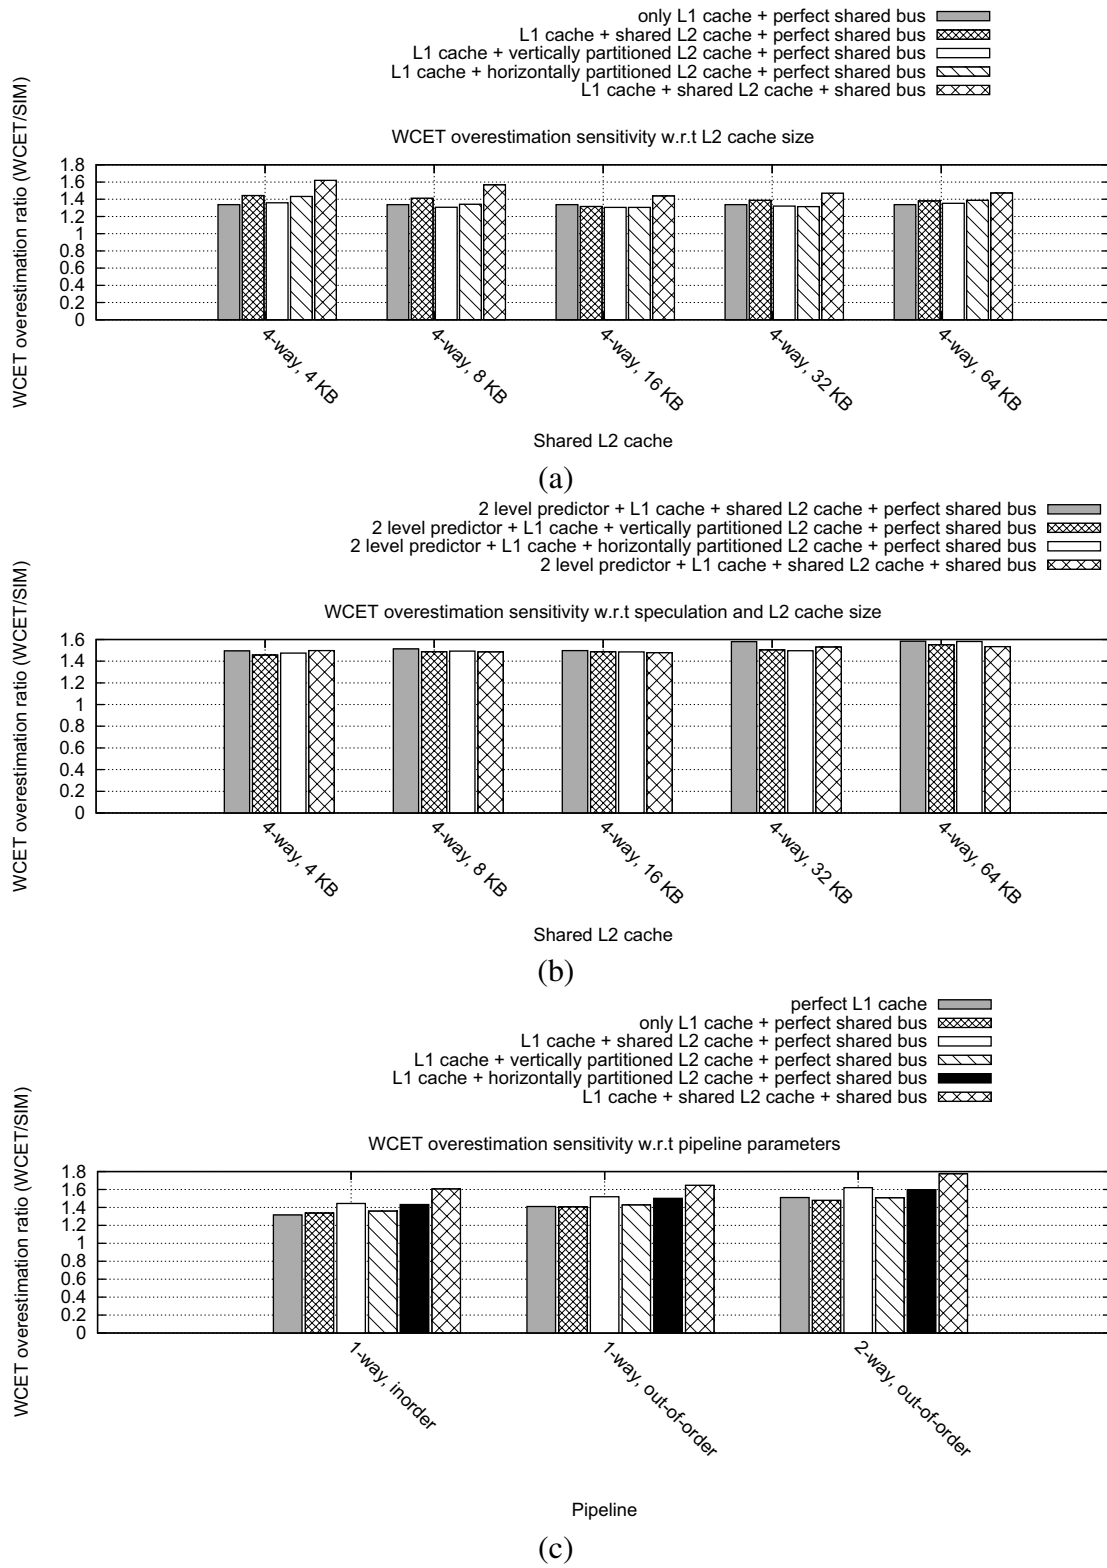 only L1 cache + perfect shared bus
L1 cache + shared L2 cache + perfect shared bus
L1 cache + vertically partitioned L2 cache + perfect shared bus
L1 cache + horizontally partitioned L2 cache + perfect shared bus
L1 cache + shared L2 cache + shared bus
WCET overestimation sensitivity w.r.t L2 cache size
WCET overestimation ratio (WCET/SIM)
1.8
1.6
1.4
1.2
1
0.8
0.6
0.4
0.2
0
4-way, 4 KB
4-way, 8 KB
4-way, 16 KB
4-way, 32 KB
4-way, 64 KB
Shared L2 cache
(a)
2 level predictor + L1 cache + shared L2 cache + perfect shared bus
2 level predictor + L1 cache + vertically partitioned L2 cache + perfect shared bus
2 level predictor + L1 cache + horizontally partitioned L2 cache + perfect shared bus
2 level predictor + L1 cache + shared L2 cache + shared bus
WCET overestimation sensitivity w.r.t speculation and L2 cache size
WCET overestimation ratio (WCET/SIM)
1.6
1.4
1.2
1
0.8
0.6
0.4
0.2
0
4-way, 4 KB
4-way, 8 KB
4-way, 16 KB
4-way, 32 KB
4-way, 64 KB
Shared L2 cache
(b)
perfect L1 cache
only L1 cache + perfect shared bus
L1 cache + shared L2 cache + perfect shared bus
L1 cache + vertically partitioned L2 cache + perfect shared bus
L1 cache + horizontally partitioned L2 cache + perfect shared bus
L1 cache + shared L2 cache + shared bus
WCET overestimation sensitivity w.r.t pipeline parameters
WCET overestimation ratio (WCET/SIM)
1.8
1.6
1.4
1.2
1
0.8
0.6
0.4
0.2
0
1-way, inorder
1-way, out-of-order
2-way, out-of-order
Pipeline
(c)